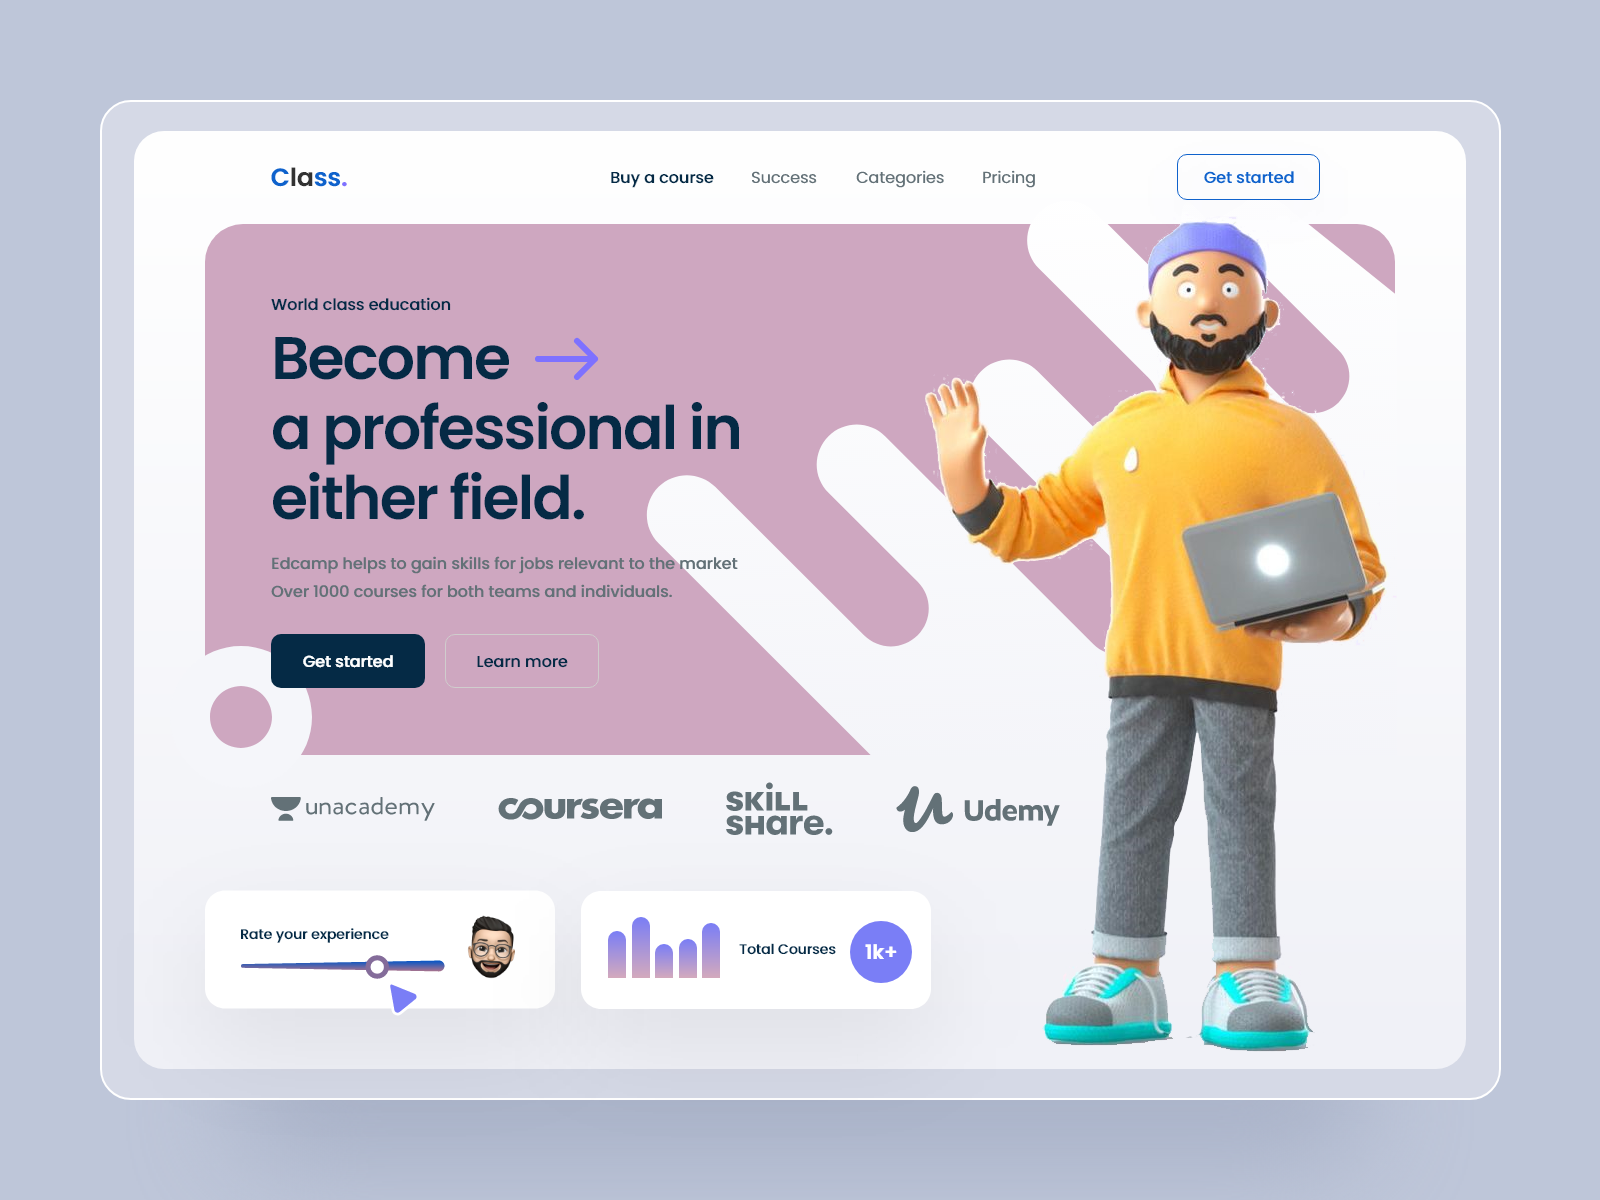 Class.
Buy a course
Success
Categories
Pricing
Get started
World class education
Become
a professional in
either field.
Edcamp helps to gain skills for jobs relevant to the market
Over 1000 courses for both teams and individuals.
Get started
Learn more
unacademy
coursera
SKiLL
SHare.
Udemy
Rate your experience
Total Courses
1k+